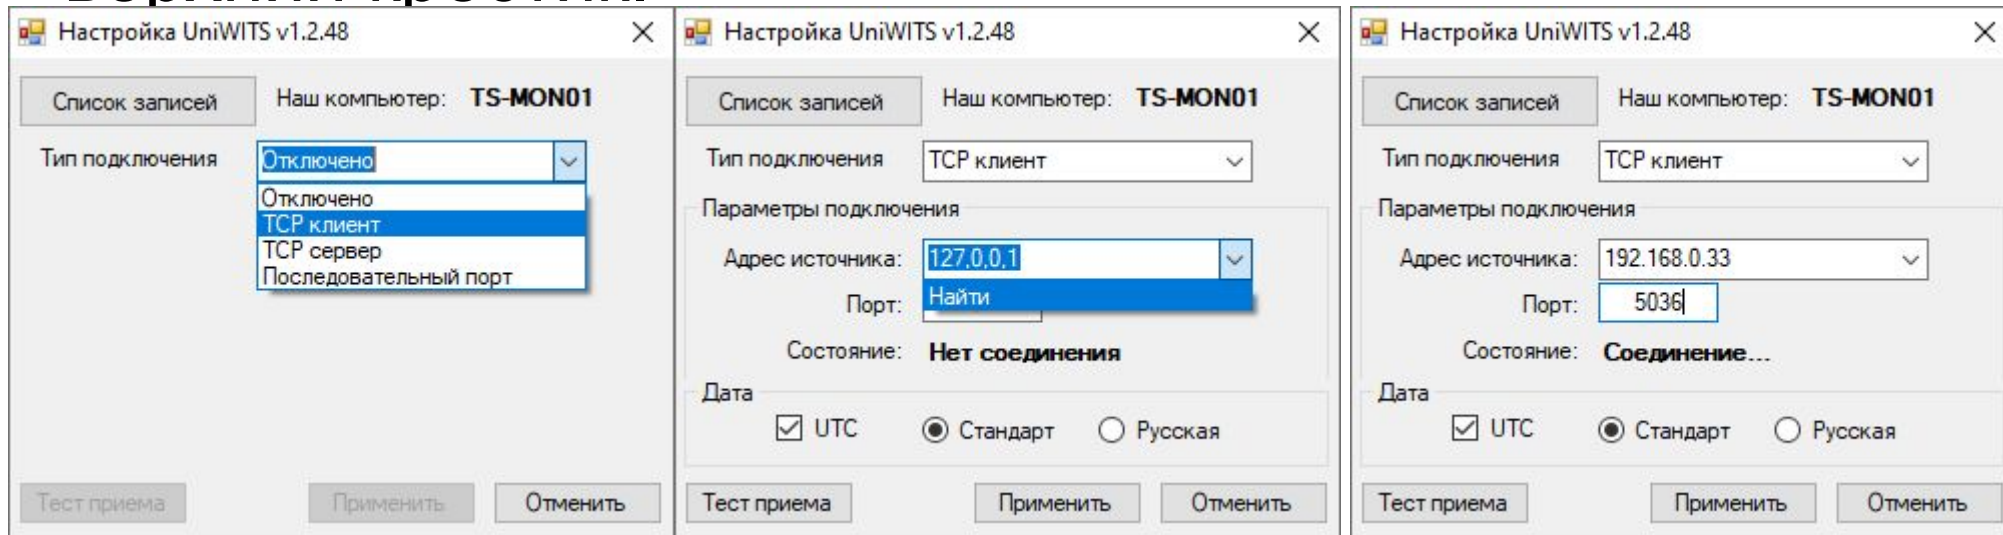 Настройка UniWITS v1.2.48
Список записей
Наш компьютер: TS-MON01
Тип подключения
Отключено
Отключено
TCP клиент
TCP сервер
Последовательный порт
Тест приема
Применить
Отменить
Настройка UniWITS v1.2.48
Список записей
Наш компьютер: TS-MON01
Тип подключения
TCP клиент
Параметры подключения
Адрес источника:
127,0,0,1
Найти
Порт:
Состояние: Нет соединения
Дата
UTC
Стандарт
Русская
Тест приема
Применить
Отменить
Настройка UniWITS v1.2.48
Список записей
Наш компьютер: TS-MON01
Тип подключения
TCP клиент
Параметры подключения
Адрес источника: 192.168.0.33
Порт: 5036
Состояние: Соединение...
Дата
UTC
Стандарт
Русская
Тест приема
Применить
Отменить